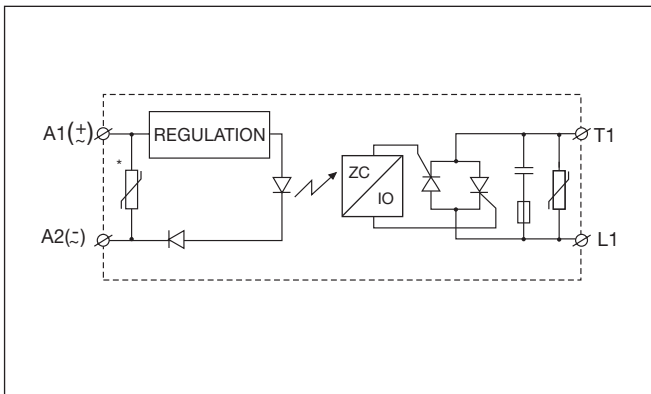 A1(+
~)
REGULATION
T1
*
ZC
IO
A2(-
~)
L1